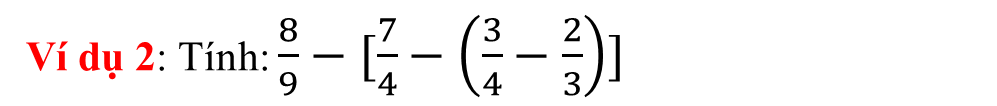 Ví dụ 2: Tính: 8/9 − [7/4 − (3/4 − 2/3)]